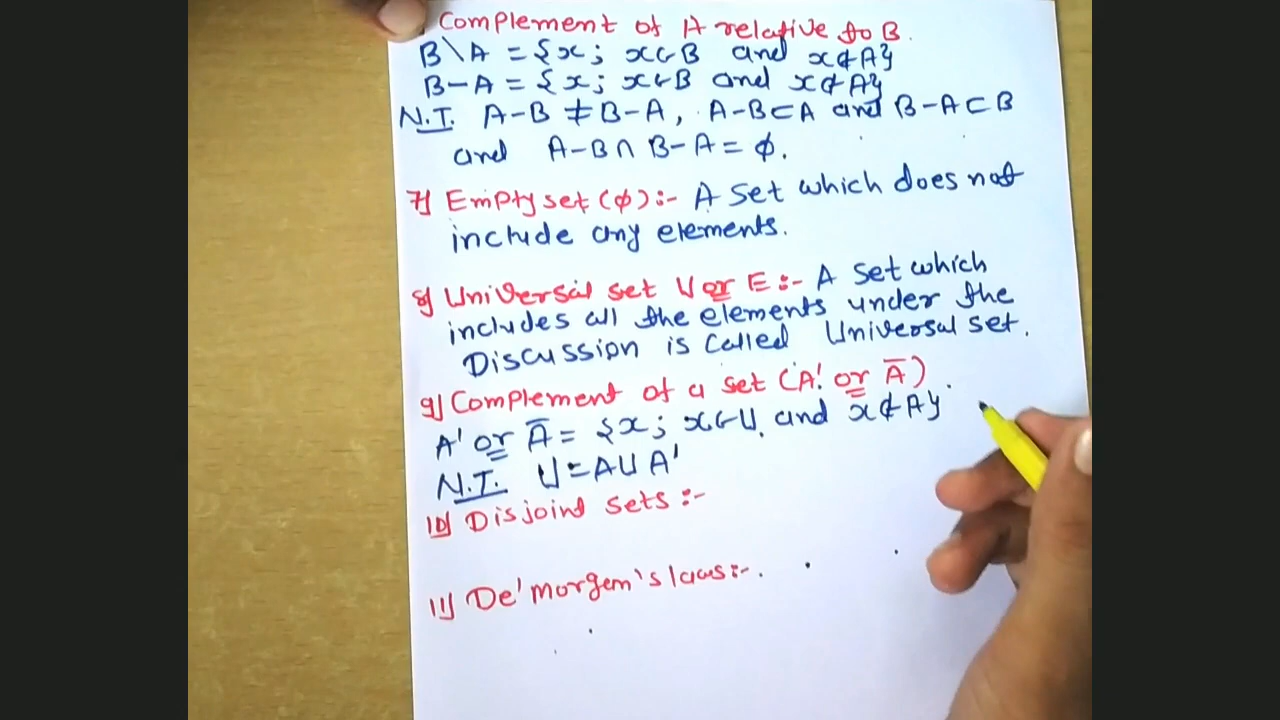 Complement of A relative to B.
B\A = {x; x∈B and x∉A}
B-A = {x; x∈B and x∉A}
N.T. A-B ≠ B-A, A-B⊂A and B-A⊂B
and A-B∩B-A = ϕ.
7) Empty set (ϕ):- A set which does not
include any elements.
8) Universal set U or E:- A set which
includes all the elements under the
Discussion is called Universal set.
9) Complement of a set (A' or Ā)
A' or Ā = {x; x∈U, and x∉A}
N.T. U = A∪A'
10) Disjoint sets:-
11) De'morgem's laws:-.